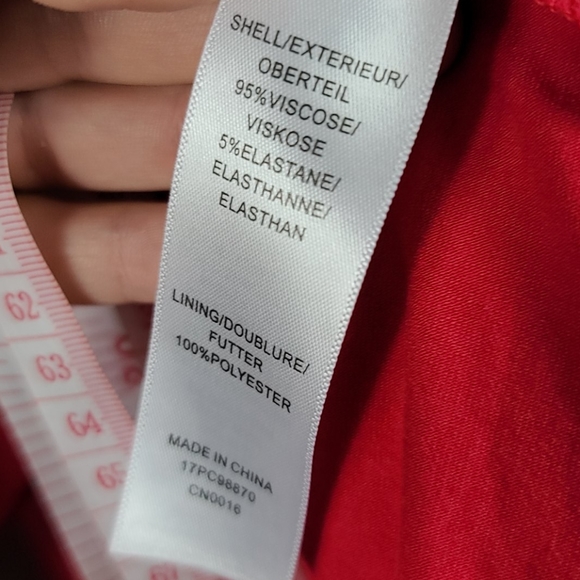 SHELL/EXTERIEUR/
OBERTEIL
95%VISCOSE/
VISKOSE
5%ELASTANE/
ELASTHANNE/
ELASTHAN
LINING/DOUBLURE/
FUTTER
100%POLYESTER
MADE IN CHINA
17PC98870
CN0016
62
63
64
65